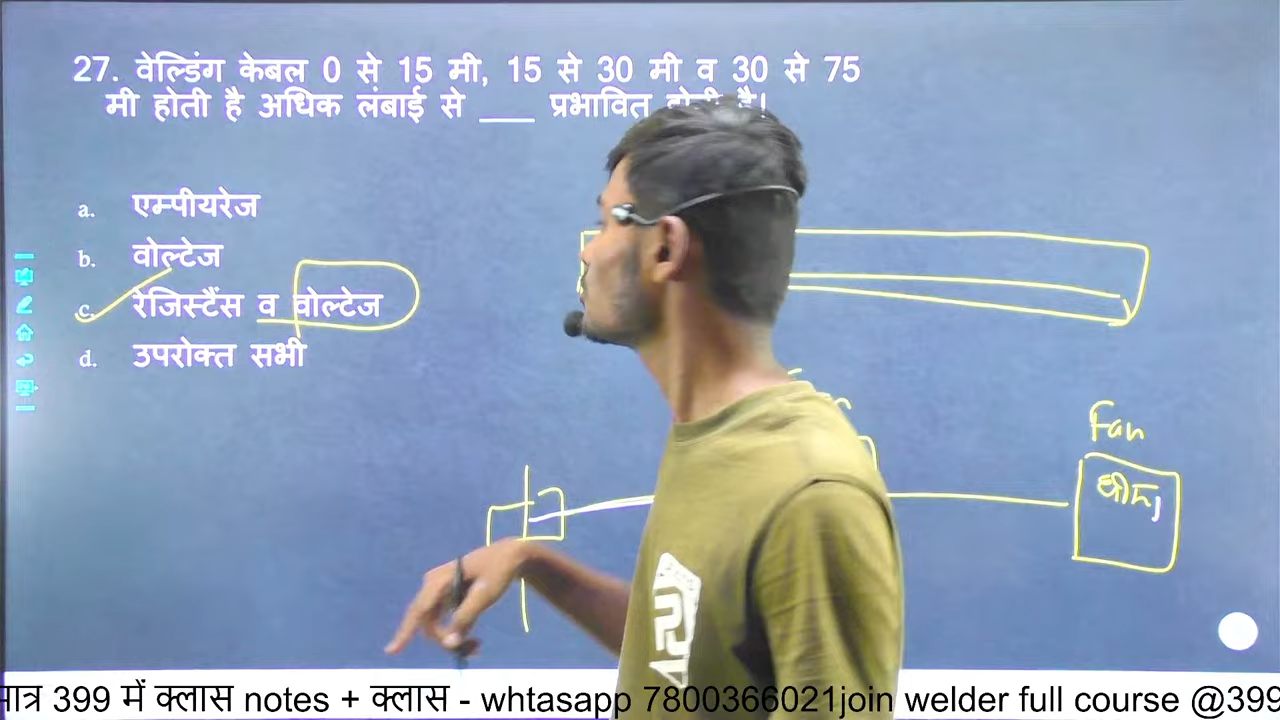 27. वेल्डिंग केबल 0 से 15 मी, 15 से 30 मी व 30 से 75
मी होती है अधिक लंबाई से ___ प्रभावित होती है।
a. एम्पीयरेज
b. वोल्टेज
c. रेजिस्टैंस व वोल्टेज
d. उपरोक्त सभी
Fan
मात्र 399 में क्लास notes + क्लास - whtasapp 7800366021join welder full course @399